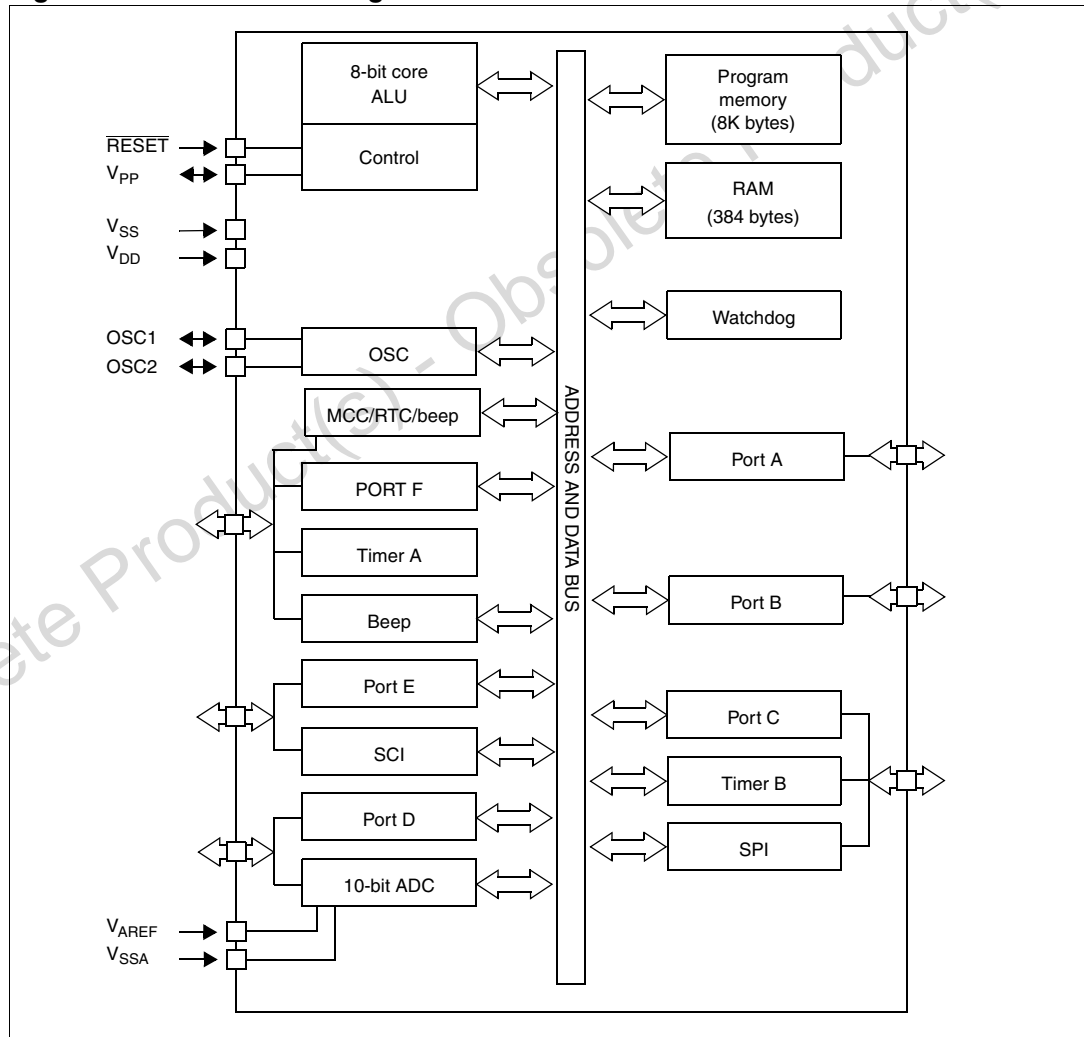 8-bit core
ALU
Control
RESET
VPP
VSS
VDD
OSC1
OSC2
OSC
MCC/RTC/beep
PORT F
Timer A
Beep
Port E
SCI
Port D
10-bit ADC
VAREF
VSSA
ADDRESS AND DATA BUS
Program
memory
(8K bytes)
RAM
(384 bytes)
Watchdog
Port A
Port B
Port C
Timer B
SPI
Product(s) - Obsolete